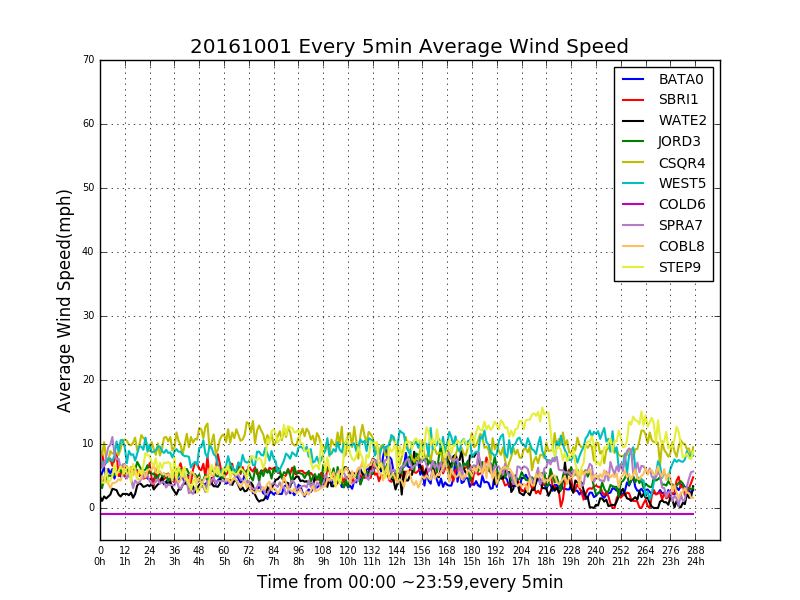 20161001 Every 5min Average Wind Speed
70
60
50
40
30
20
10
0
Average Wind Speed(mph)
BATA0
SBRI1
WATE2
JORD3
CSQR4
WEST5
COLD6
SPRA7
COBL8
STEP9
0 12 24 36 48 60 72 84 96 108 120 132 144 156 168 180 192 204 216 228 240 252 264 276 288
0h 1h 2h 3h 4h 5h 6h 7h 8h 9h 10h 11h 12h 13h 14h 15h 16h 17h 18h 19h 20h 21h 22h 23h 24h
Time from 00:00 ~23:59,every 5min